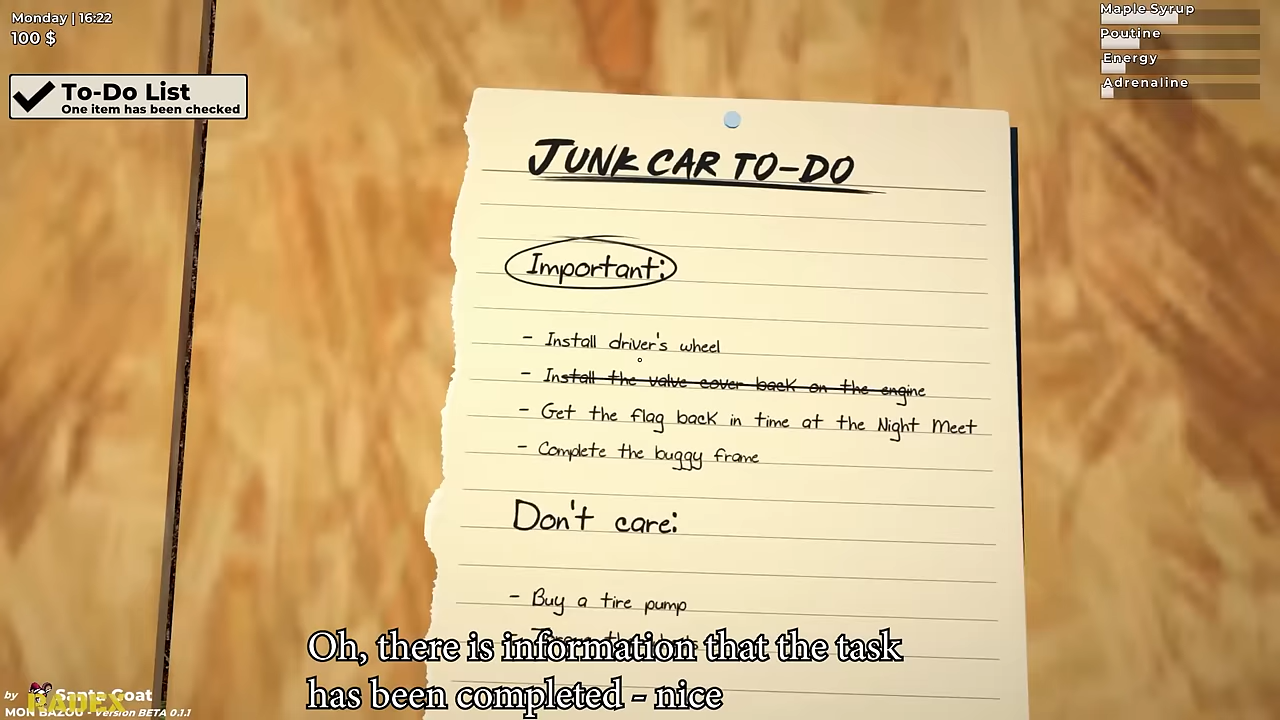 Monday | 16:22
100 $
To-Do List
One item has been checked
Maple Syrup
Poutine
Energy
Adrenaline
JUNK CAR TO-DO
Important:
- Install driver's wheel
- Install the valve cover back on the engine
- Get the flag back in time at the Night Meet
- Complete the buggy frame
Don't care:
- Buy a tire pump
Oh, there is information that the task
has been completed - nice
by Santa Goat
RADEX
MON BAZOU - Version BETA 0.1.1